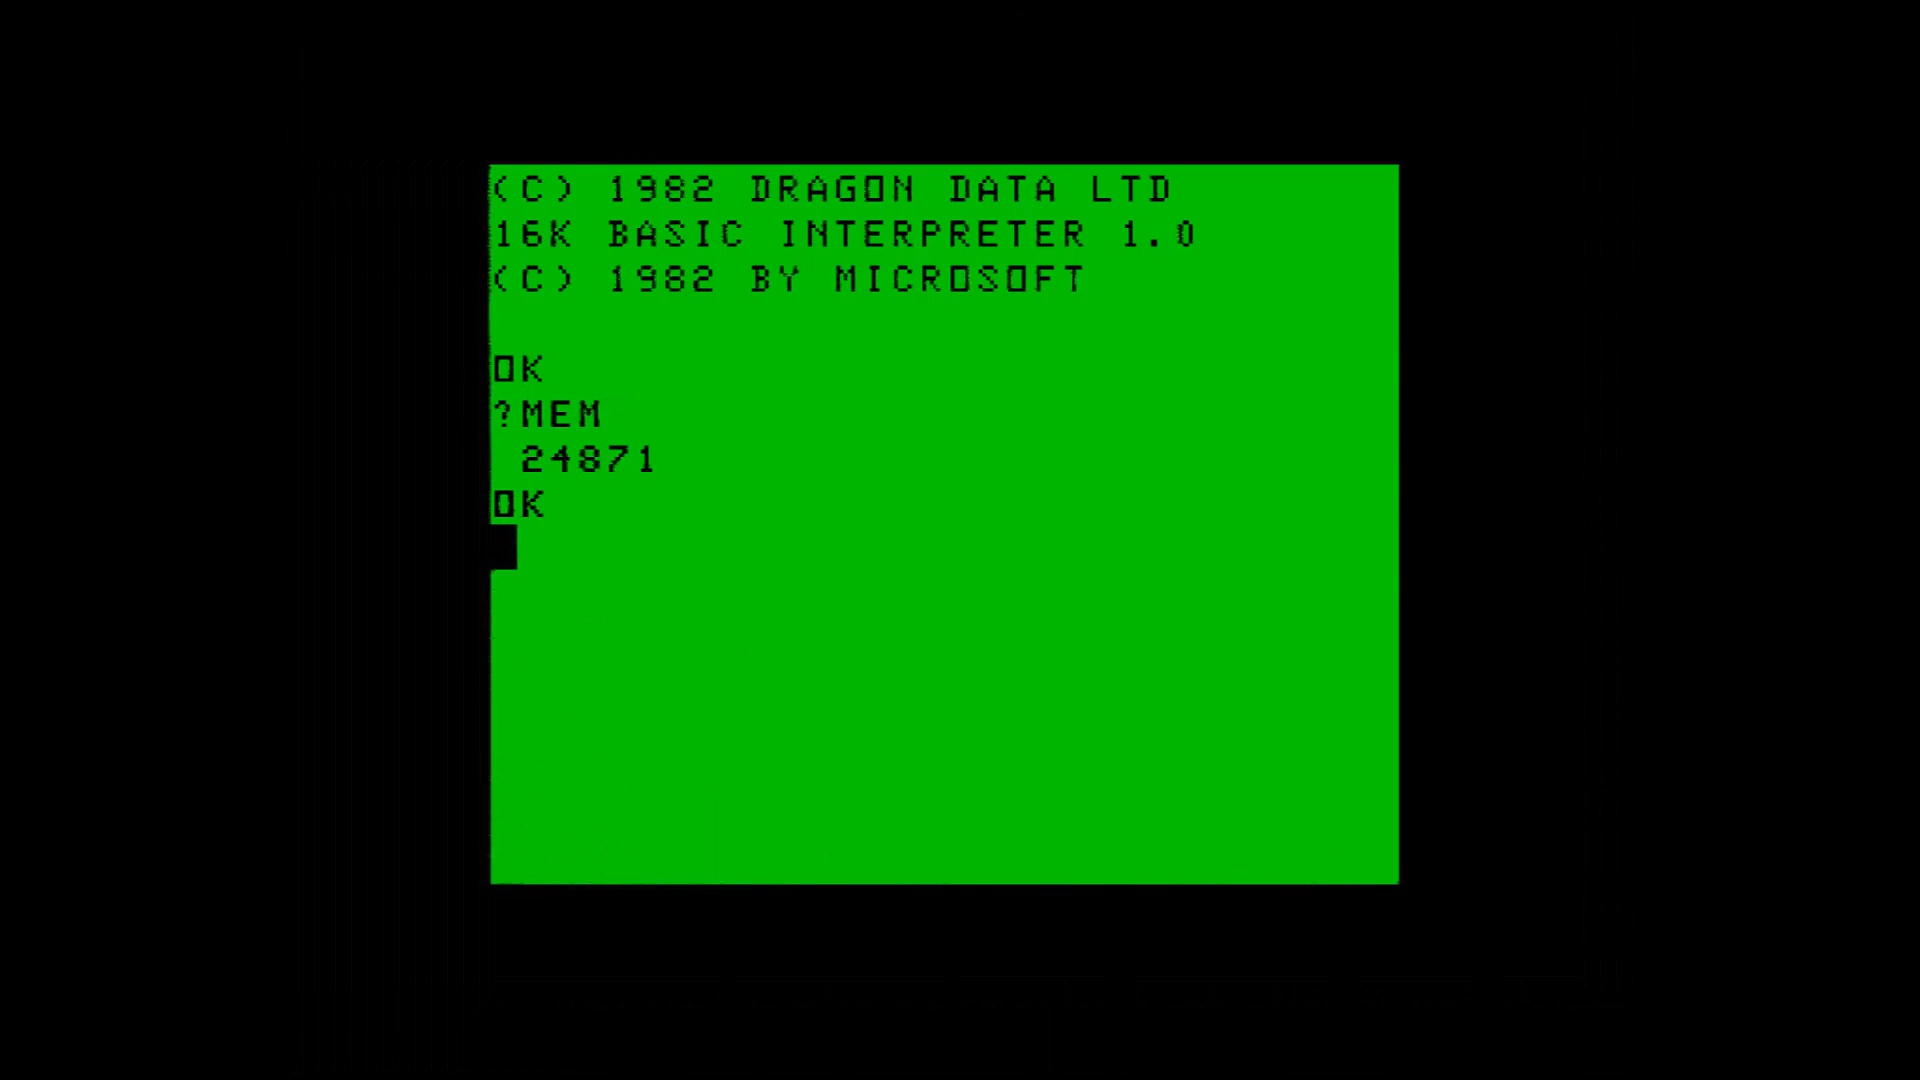 (C) 1982 DRAGON DATA LTD
16K BASIC INTERPRETER 1.0
(C) 1982 BY MICROSOFT
OK
?MEM
24871
OK